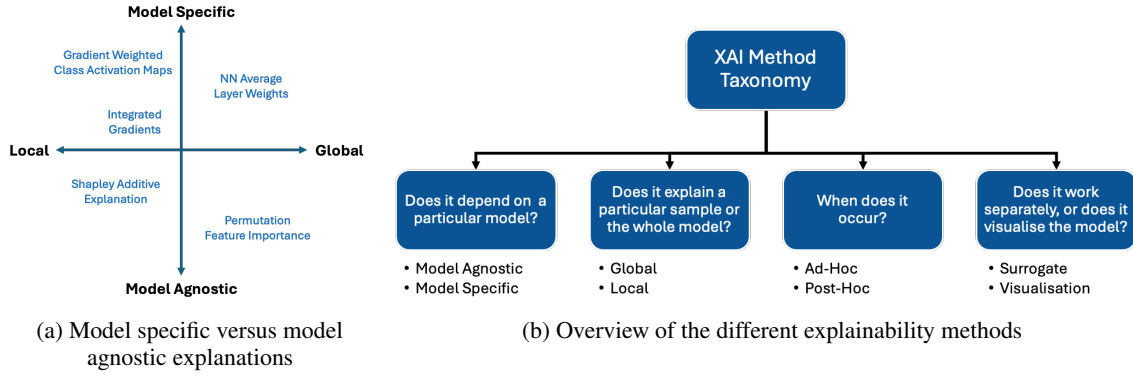 Model Specific
Gradient Weighted
Class Activation Maps
NN Average
Layer Weights
Integrated
Gradients
Local
Global
Shapley Additive
Explanation
Permutation
Feature Importance
Model Agnostic
(a) Model specific versus model
agnostic explanations
XAI Method
Taxonomy
Does it depend on a
particular model?
• Model Agnostic
• Model Specific
Does it explain a
particular sample or
the whole model?
• Global
• Local
When does it
occur?
• Ad-Hoc
• Post-Hoc
Does it work
separately, or does it
visualise the model?
• Surrogate
• Visualisation
(b) Overview of the different explainability methods